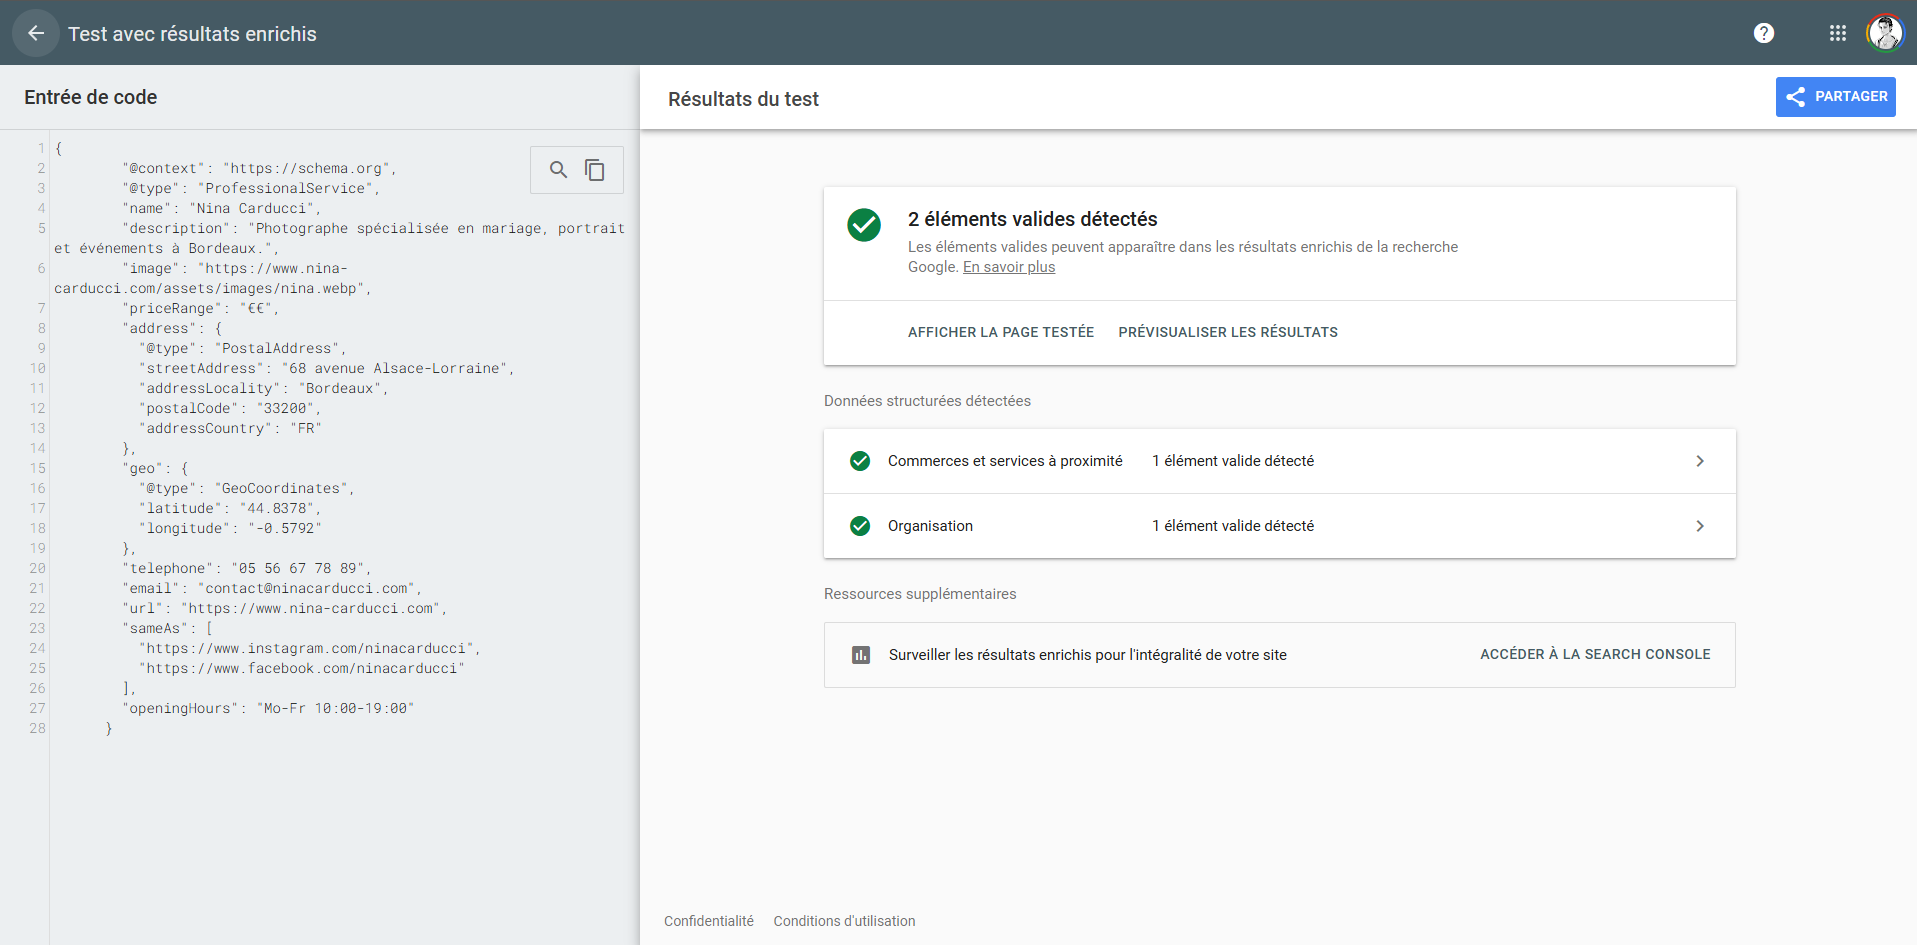 Test avec résultats enrichis
Entrée de code
1 {
2 "@context": "https://schema.org",
3 "@type": "ProfessionalService",
4 "name": "Nina Carducci",
5 "description": "Photographe spécialisée en mariage, portrait
et événements à Bordeaux.",
6 "image": "https://www.nina-
carducci.com/assets/images/nina.webp",
7 "priceRange": "€€",
8 "address": {
9 "@type": "PostalAddress",
10 "streetAddress": "68 avenue Alsace-Lorraine",
11 "addressLocality": "Bordeaux",
12 "postalCode": "33200",
13 "addressCountry": "FR"
14 },
15 "geo": {
16 "@type": "GeoCoordinates",
17 "latitude": "44.8378",
18 "longitude": "-0.5792"
19 },
20 "telephone": "05 56 67 78 89",
21 "email": "contact@ninacarducci.com",
22 "url": "https://www.nina-carducci.com",
23 "sameAs": [
24 "https://www.instagram.com/ninacarducci",
25 "https://www.facebook.com/ninacarducci"
26 ],
27 "openingHours": "Mo-Fr 10:00-19:00"
28 }
Résultats du test
PARTAGER
2 éléments valides détectés
Les éléments valides peuvent apparaître dans les résultats enrichis de la recherche
Google. En savoir plus
AFFICHER LA PAGE TESTÉE PRÉVISUALISER LES RÉSULTATS
Données structurées détectées
Commerces et services à proximité 1 élément valide détecté
Organisation 1 élément valide détecté
Ressources supplémentaires
Surveiller les résultats enrichis pour l'intégralité de votre site ACCÉDER À LA SEARCH CONSOLE
Confidentialité Conditions d'utilisation